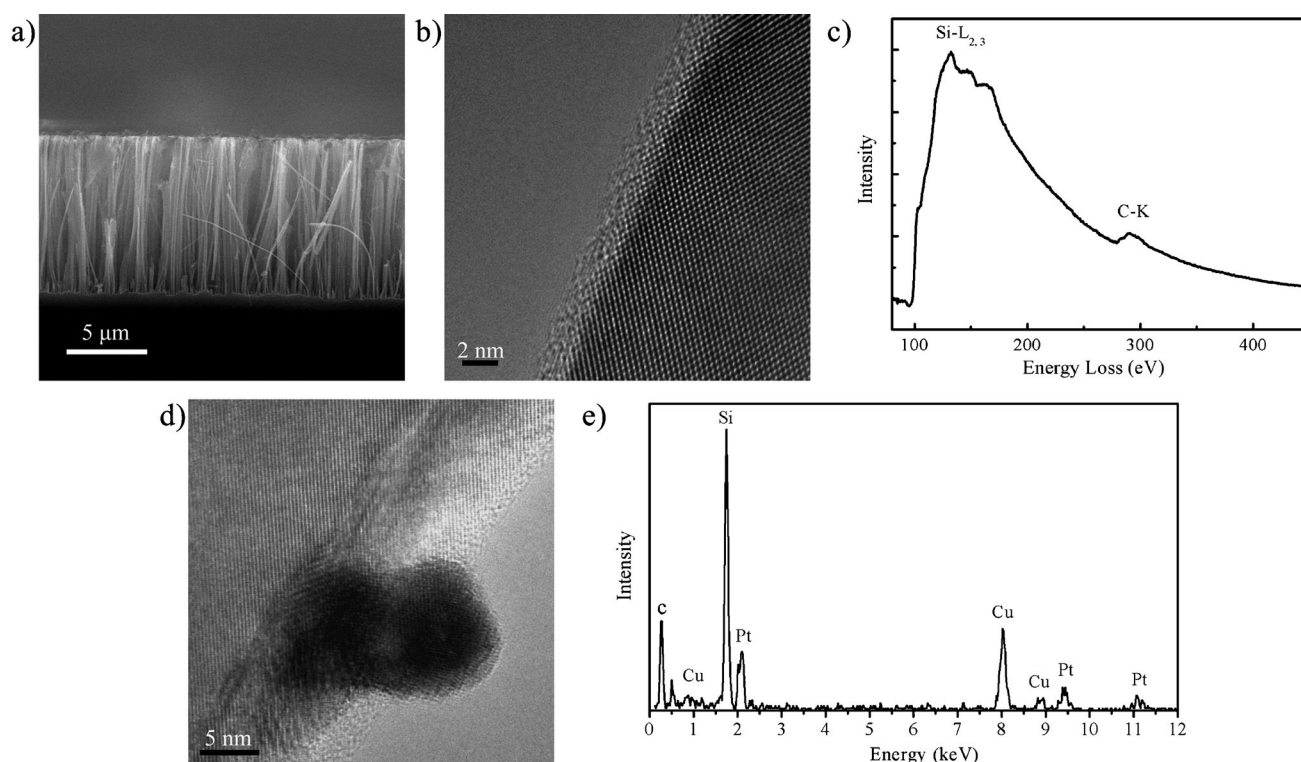 a)
5 µm
b)
2 nm
c)
Si-L2,3
C-K
Intensity
100
200
300
400
Energy Loss (eV)
d)
5 nm
e)
Si
c
Cu
Pt
Cu
Cu
Pt
Pt
Intensity
0 1 2 3 4 5 6 7 8 9 10 11 12
Energy (keV)